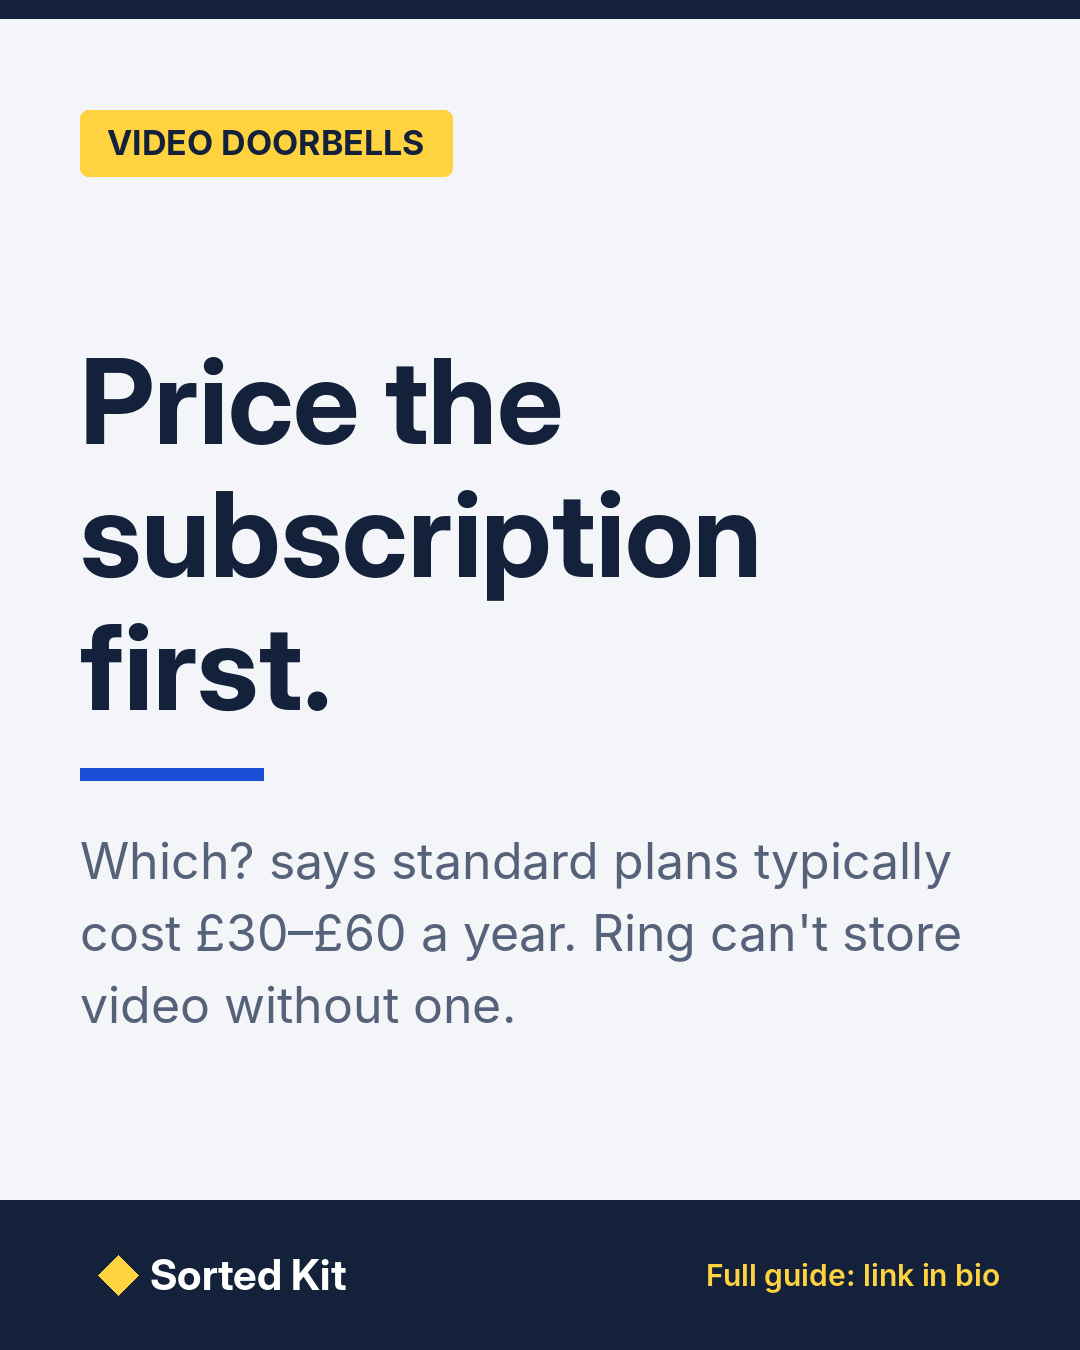 VIDEO DOORBELLS
Price the
subscription
first.
Which? says standard plans typically
cost £30–£60 a year. Ring can't store
video without one.
Sorted Kit
Full guide: link in bio